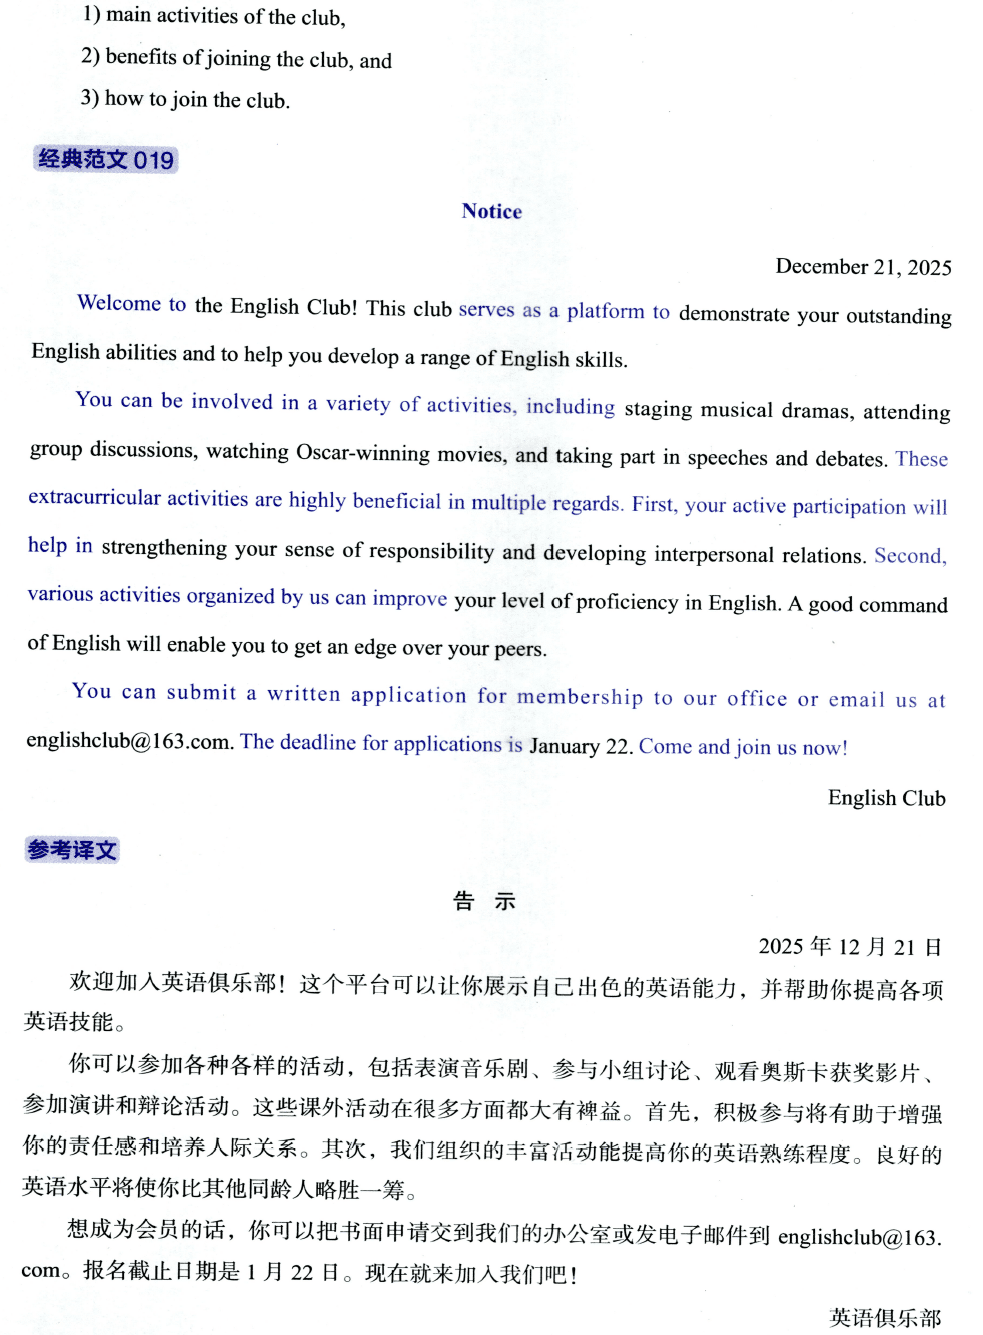 1) main activities of the club,
2) benefits of joining the club, and
3) how to join the club.
经典范文 019
Notice
December 21, 2025
Welcome to the English Club! This club serves as a platform to demonstrate your outstanding
English abilities and to help you develop a range of English skills.
You can be involved in a variety of activities, including staging musical dramas, attending
group discussions, watching Oscar-winning movies, and taking part in speeches and debates. These
extracurricular activities are highly beneficial in multiple regards. First, your active participation will
help in strengthening your sense of responsibility and developing interpersonal relations. Second,
various activities organized by us can improve your level of proficiency in English. A good command
of English will enable you to get an edge over your peers.
You can submit a written application for membership to our office or email us at
englishclub@163.com. The deadline for applications is January 22. Come and join us now!
English Club
参考译文
告 示
2025 年 12 月 21 日
欢迎加入英语俱乐部！这个平台可以让你展示自己出色的英语能力，并帮助你提高各项
英语技能。
你可以参加各种各样的活动，包括表演音乐剧、参与小组讨论、观看奥斯卡获奖影片、
参加演讲和辩论活动。这些课外活动在很多方面都大有裨益。首先，积极参与将有助于增强
你的责任感和培养人际关系。其次，我们组织的丰富活动能提高你的英语熟练程度。良好的
英语水平将使你比其他同龄人略胜一筹。
想成为会员的话，你可以把书面申请交到我们的办公室或发电子邮件到 englishclub@163.
com。报名截止日期是 1 月 22 日。现在就来加入我们吧！
英语俱乐部